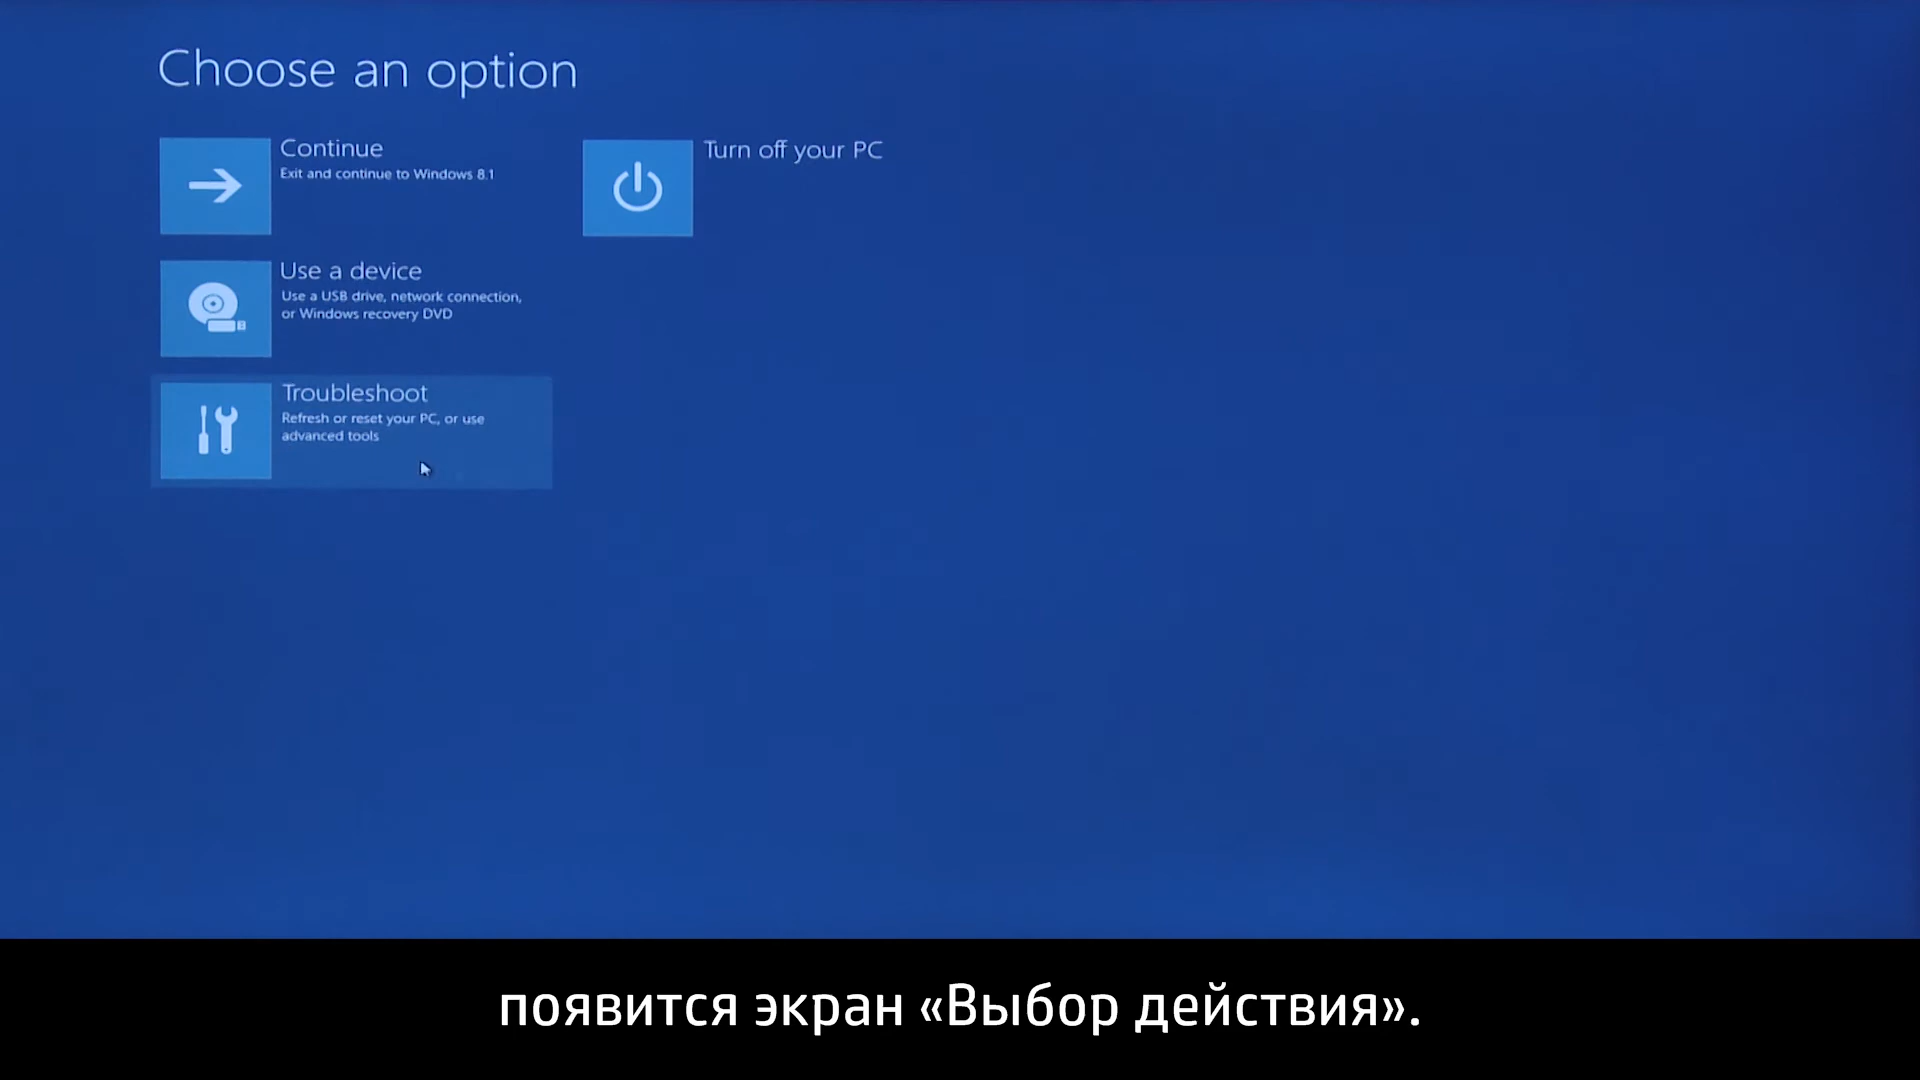 Choose an option
Continue
Exit and continue to Windows 8.1
Turn off your PC
Use a device
Use a USB drive, network connection,
or Windows recovery DVD
Troubleshoot
Refresh or reset your PC, or use
advanced tools
появится экран «Выбор действия».